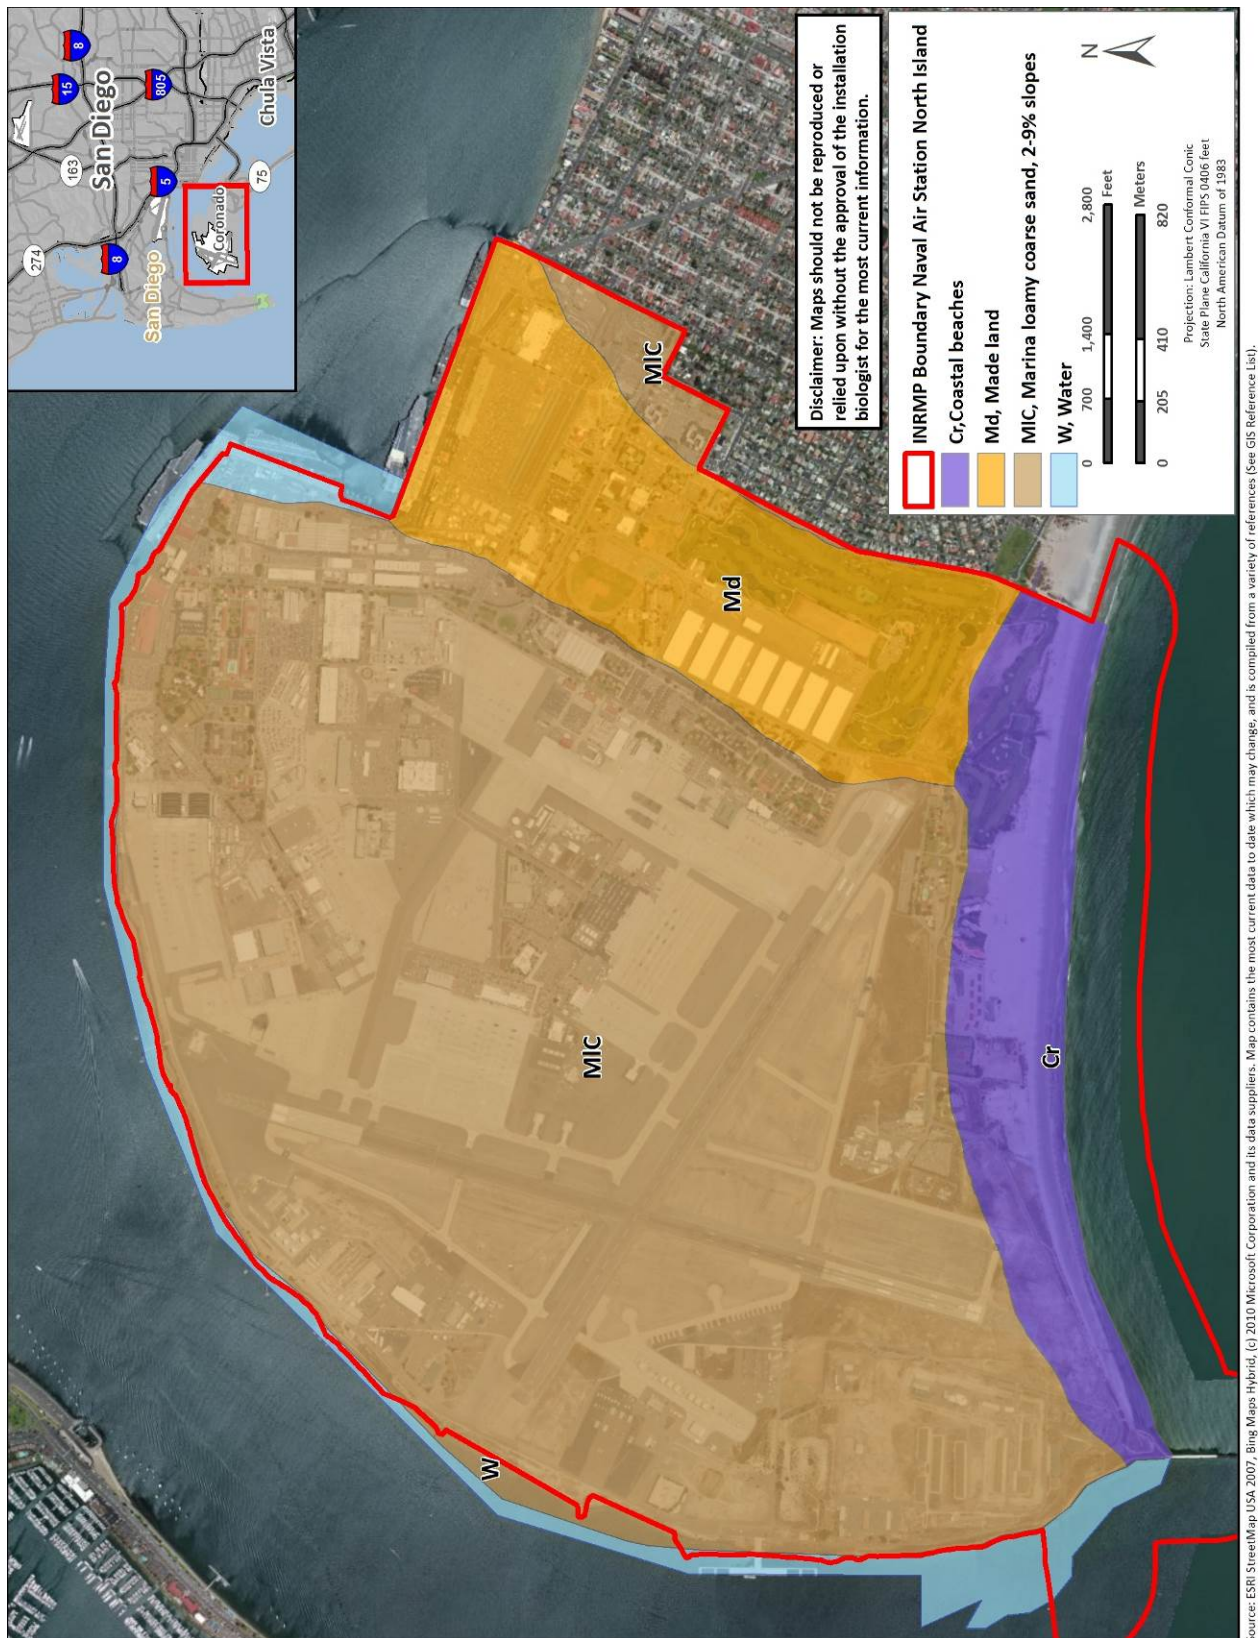 274
163
15
8
805
San Diego
San Diego
8
5
75
Coronado
Chula Vista
Disclaimer: Maps should not be reproduced or
relied upon without the approval of the installation
biologist for the most current information.
INRMP Boundary Naval Air Station North Island
Cr,Coastal beaches
Md, Made land
MlC, Marina loamy coarse sand, 2-9% slopes
W, Water
N
0 700 1,400 2,800
Feet
Meters
0 205 410 820
Projection: Lambert Conformal Conic
State Plane California VI FIPS 0406 feet
North American Datum of 1983
MlC
Md
MlC
W
Cr
ource: ESRI StreetMap USA 2007, Bing Maps Hybrid, (c) 2010 Microsoft Corporation and its data suppliers. Map contains the most current data to date which may change, and is compiled from a variety of references (See GIS Reference List).